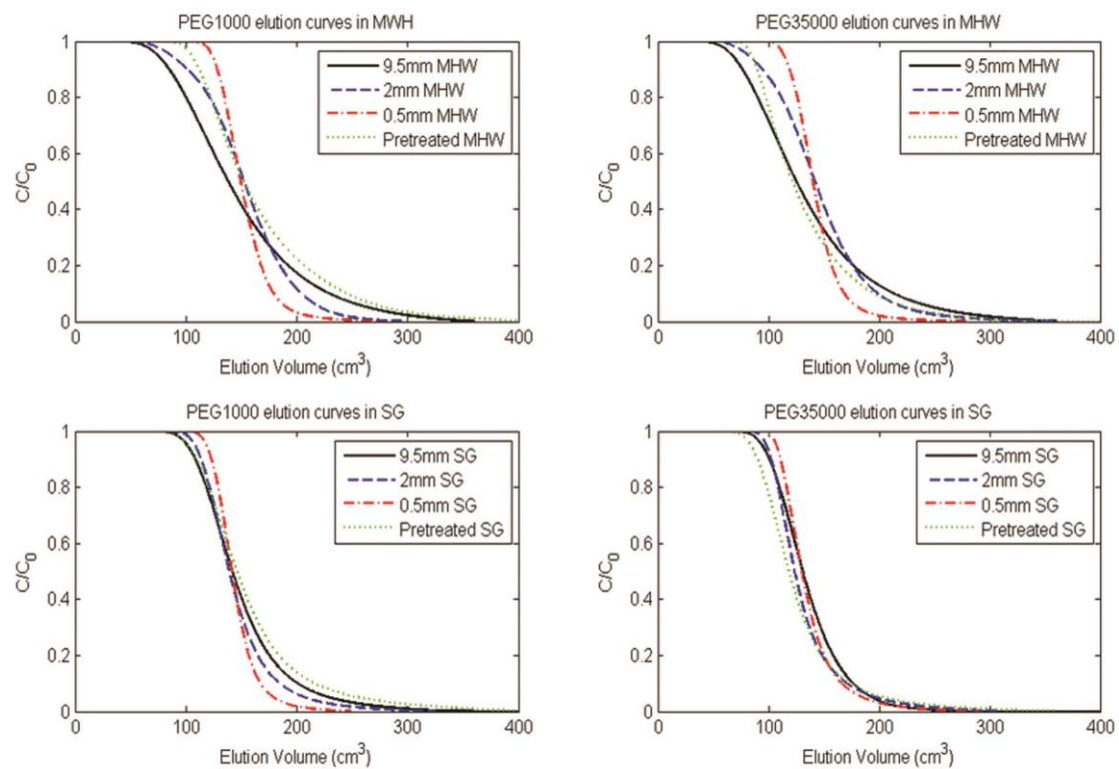 PEG1000 elution curves in MWH
1
0.8
0.6
0.4
0.2
0
C/C0
9.5mm MHW
2mm MHW
0.5mm MHW
Pretreated MHW
0 100 200 300 400
Elution Volume (cm3)
PEG35000 elution curves in MHW
1
0.8
0.6
0.4
0.2
0
C/C0
9.5mm MHW
2mm MHW
0.5mm MHW
Pretreated MHW
0 100 200 300 400
Elution Volume (cm3)
PEG1000 elution curves in SG
1
0.8
0.6
0.4
0.2
0
C/C0
9.5mm SG
2mm SG
0.5mm SG
Pretreated SG
0 100 200 300 400
Elution Volume (cm3)
PEG35000 elution curves in SG
1
0.8
0.6
0.4
0.2
0
C/C0
9.5mm SG
2mm SG
0.5mm SG
Pretreated SG
0 100 200 300 400
Elution Volume (cm3)